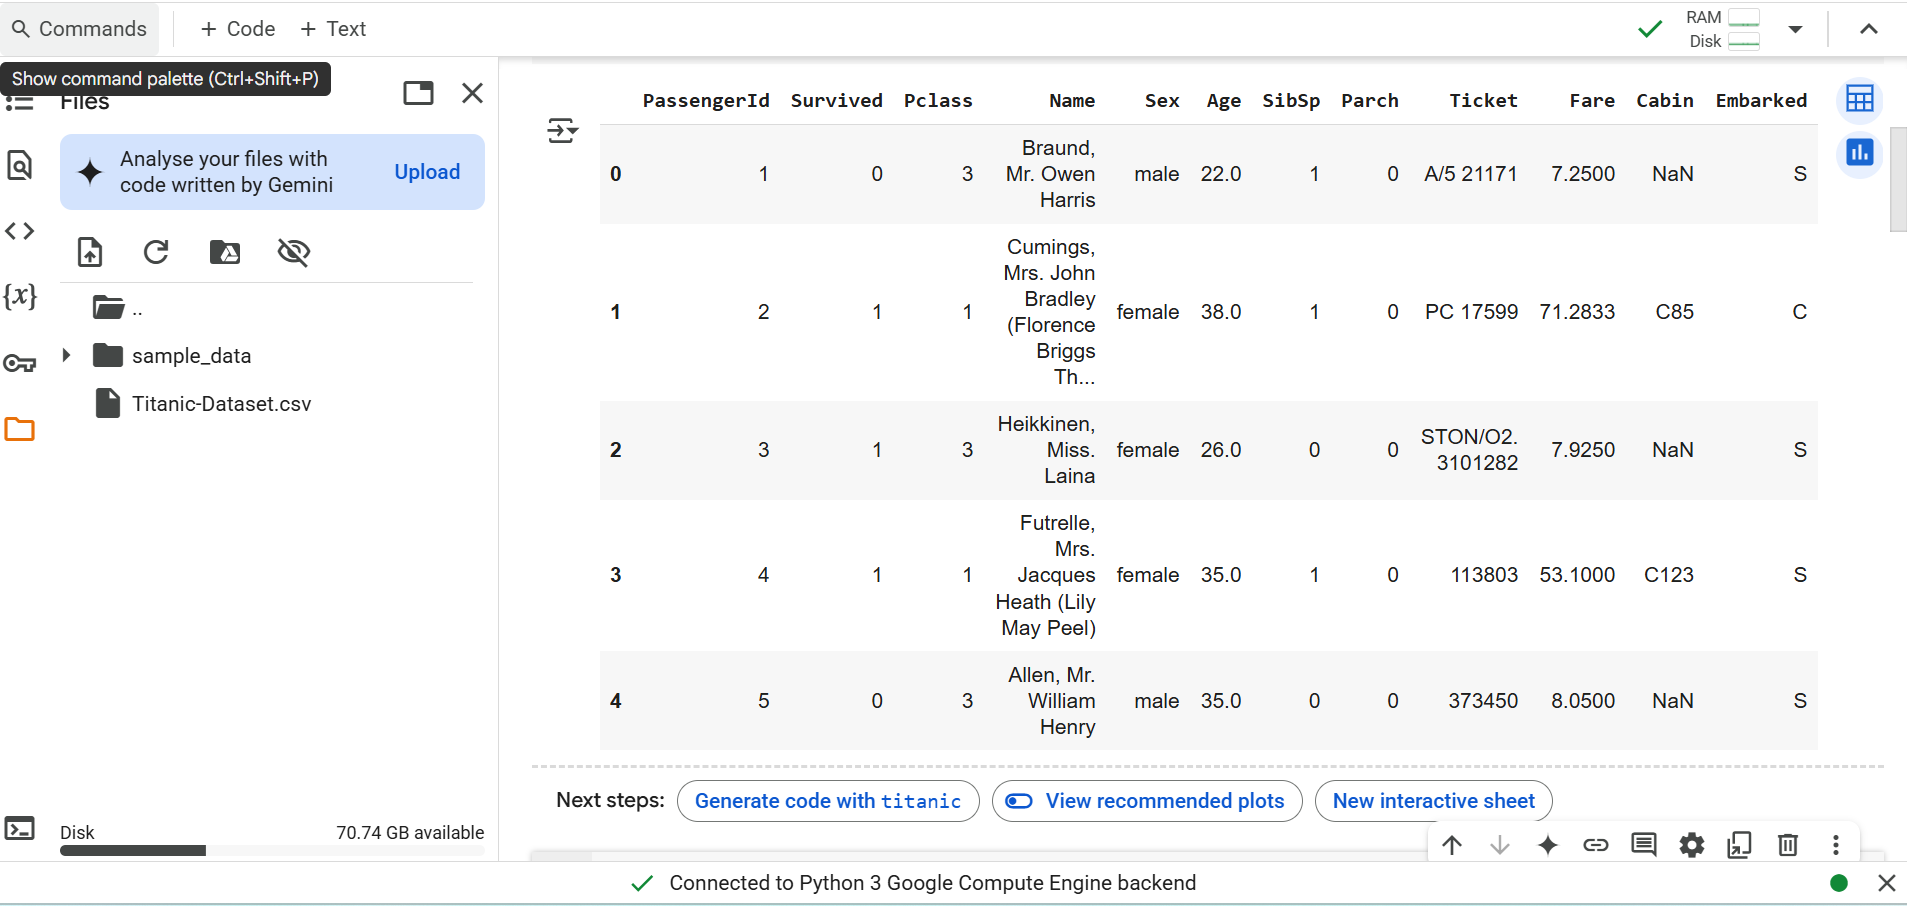 Commands
+ Code
+ Text
RAM
Disk
Show command palette (Ctrl+Shift+P)
Files
Analyse your files with
code written by Gemini
Upload
..
sample_data
Titanic-Dataset.csv
Disk
70.74 GB available
PassengerId Survived Pclass Name Sex Age SibSp Parch Ticket Fare Cabin Embarked
0 1 0 3 Braund, Mr. Owen Harris male 22.0 1 0 A/5 21171 7.2500 NaN S
1 2 1 1 Cumings, Mrs. John Bradley (Florence Briggs Th... female 38.0 1 0 PC 17599 71.2833 C85 C
2 3 1 3 Heikkinen, Miss. Laina female 26.0 0 0 STON/O2. 3101282 7.9250 NaN S
3 4 1 1 Futrelle, Mrs. Jacques Heath (Lily May Peel) female 35.0 1 0 113803 53.1000 C123 S
4 5 0 3 Allen, Mr. William Henry male 35.0 0 0 373450 8.0500 NaN S
Next steps: Generate code with titanic View recommended plots New interactive sheet
Connected to Python 3 Google Compute Engine backend